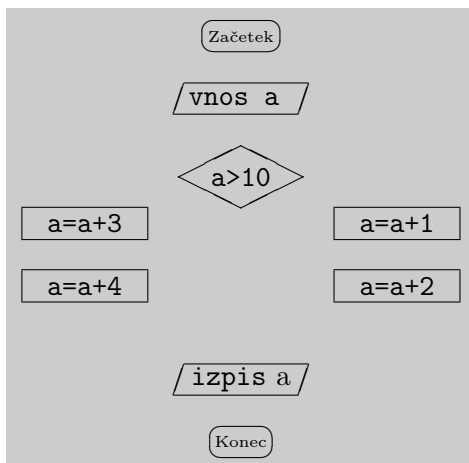 Začetek
vnos a
a>10
a=a+3
a=a+1
a=a+4
a=a+2
izpis a
Konec